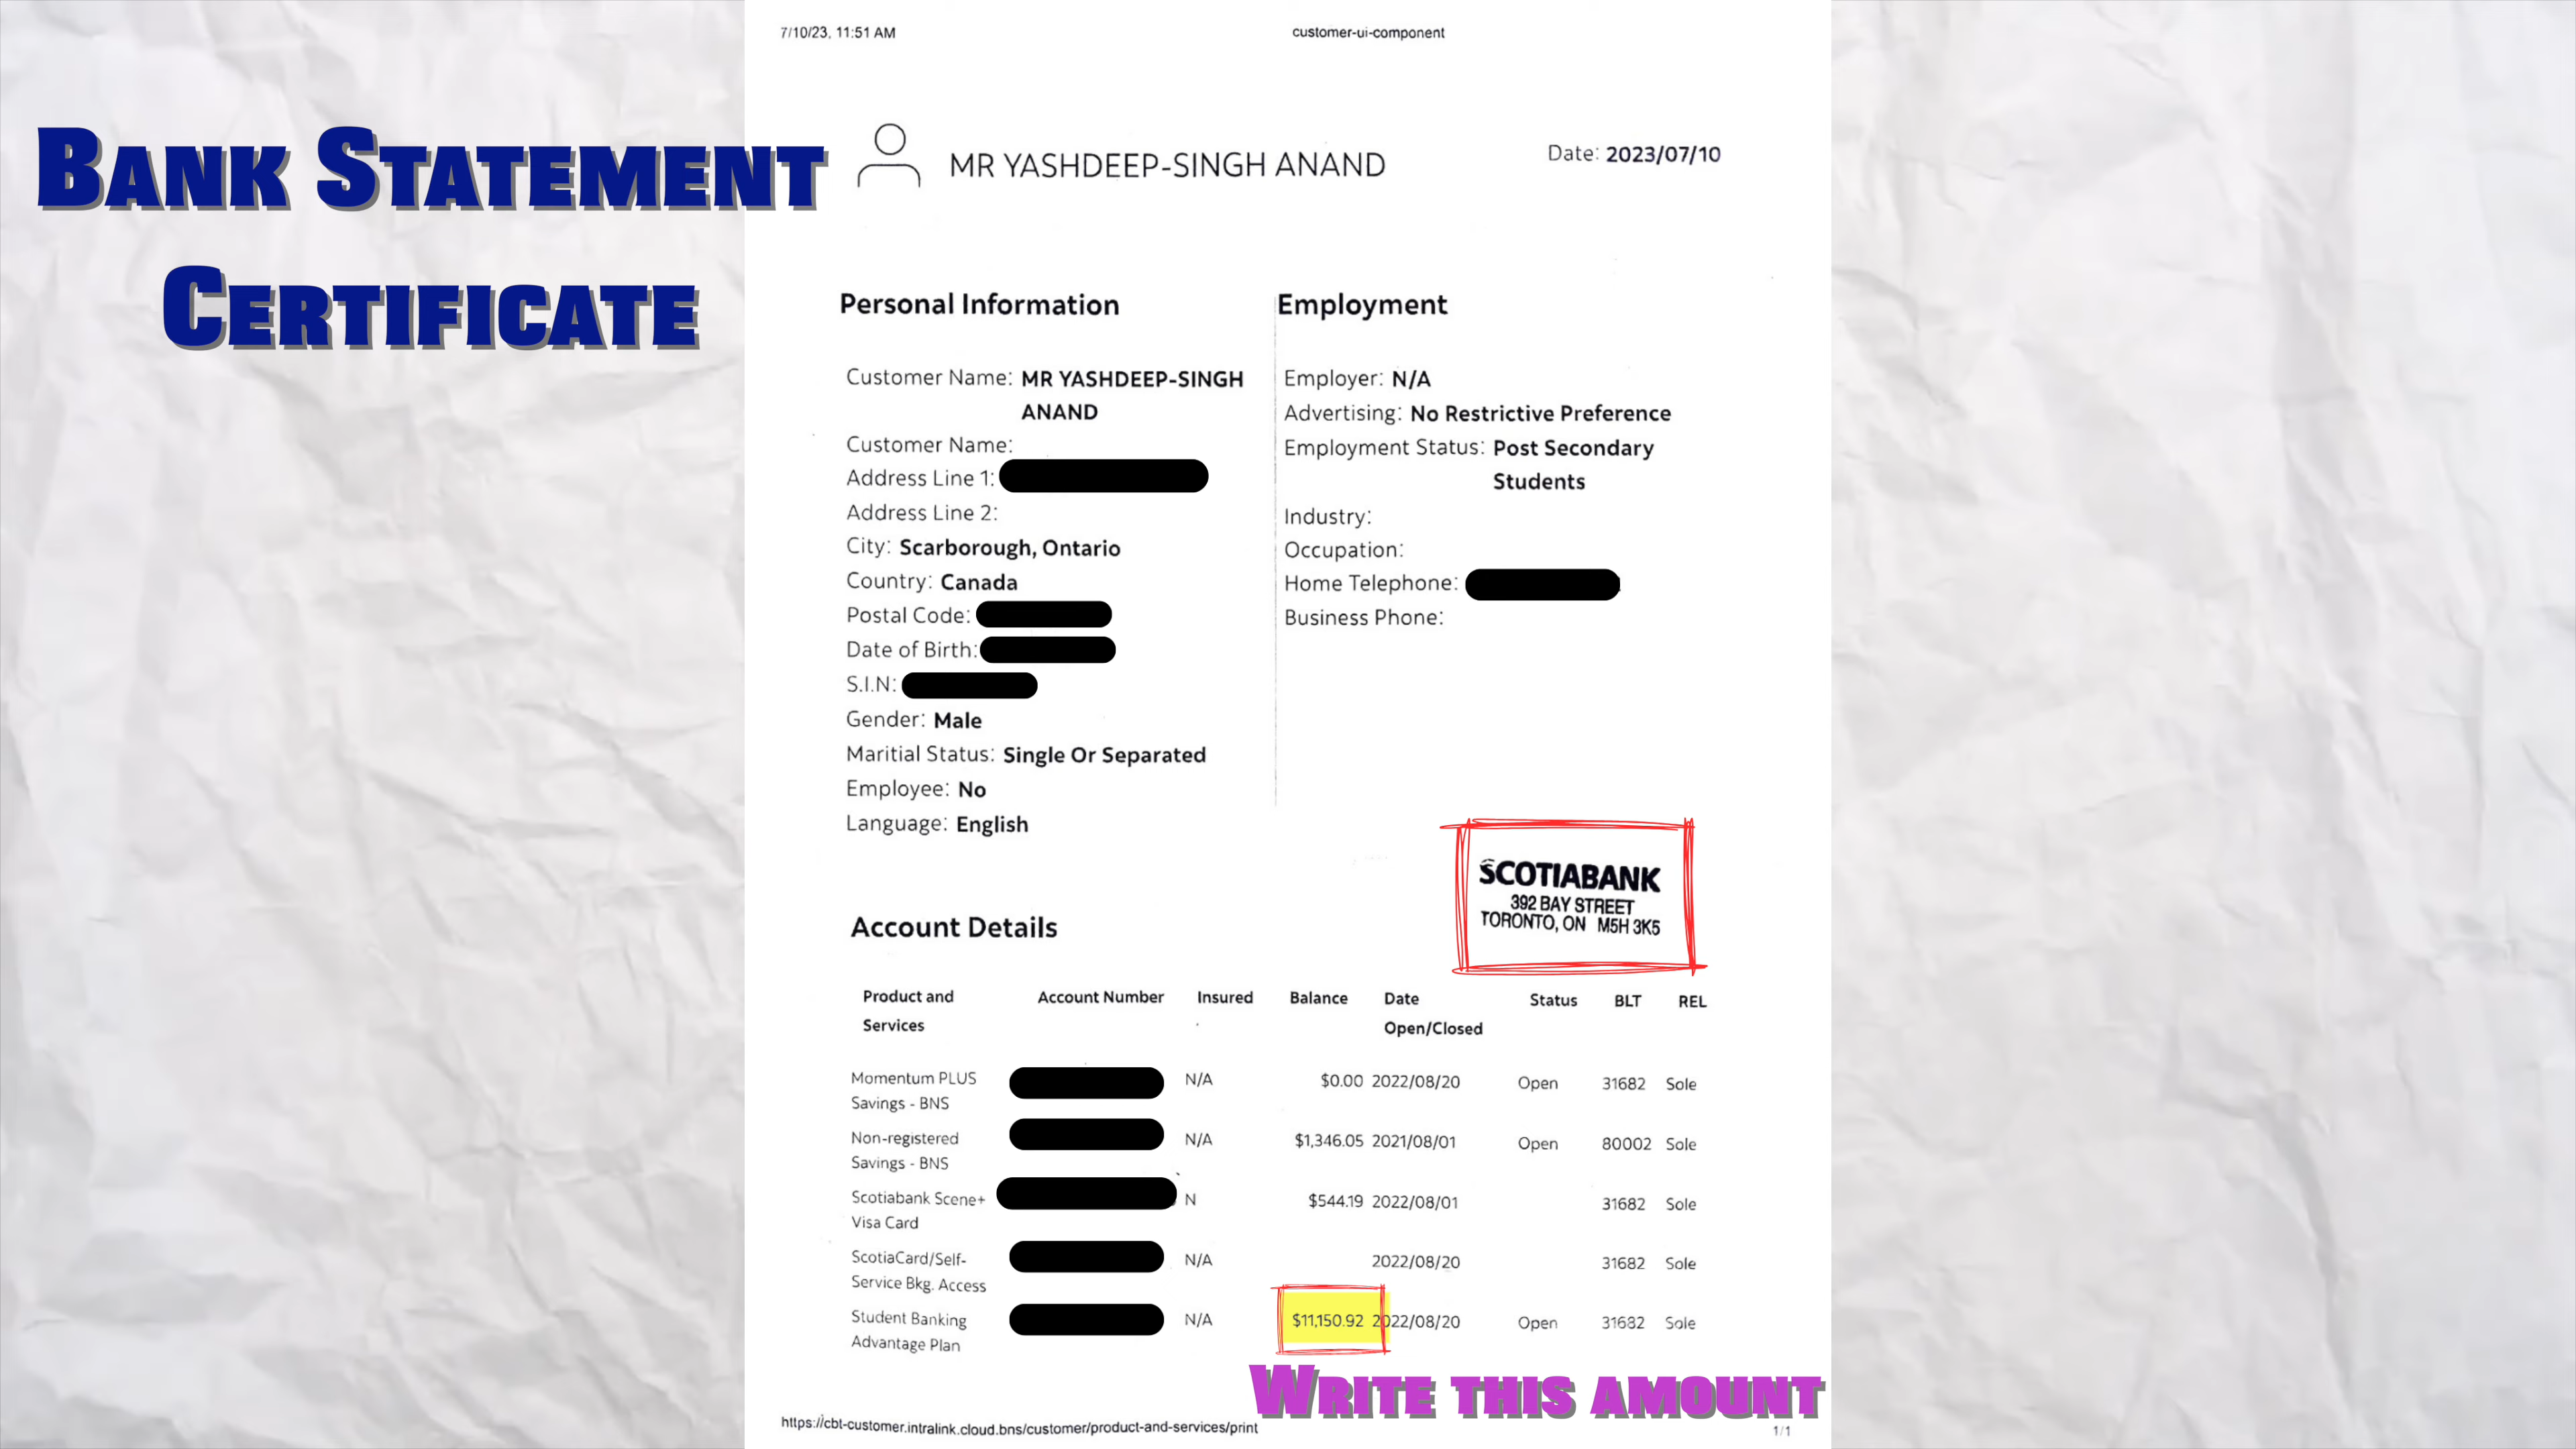 7/10/23, 11:51 AM
customer-ui-component
BANK STATEMENT
CERTIFICATE
MR YASHDEEP-SINGH ANAND
Date: 2023/07/10
Personal Information
Customer Name: MR YASHDEEP-SINGH
ANAND
Customer Name:
Address Line 1:
Address Line 2:
City: Scarborough, Ontario
Country: Canada
Postal Code:
Date of Birth:
S.I.N:
Gender: Male
Maritial Status: Single Or Separated
Employee: No
Language: English
Employment
Employer: N/A
Advertising: No Restrictive Preference
Employment Status: Post Secondary
Students
Industry:
Occupation:
Home Telephone:
Business Phone:
SCOTIABANK
392 BAY STREET
TORONTO, ON M5H 3K5
Account Details
Product and Services Account Number Insured Balance Date Open/Closed Status BLT REL
Momentum PLUS
Savings - BNS
N/A $0.00 2022/08/20 Open 31682 Sole
Non-registered
Savings - BNS
N/A $1,346.05 2021/08/01 Open 80002 Sole
Scotiabank Scene+
Visa Card
N $544.19 2022/08/01 31682 Sole
ScotiaCard/Self-
Service Bkg. Access
N/A 2022/08/20 31682 Sole
Student Banking
Advantage Plan
N/A $11,150.92 2022/08/20 Open 31682 Sole
WRITE THIS AMOUNT
https://cbt-customer.intralink.cloud.bns/customer/product-and-services/print
1/1